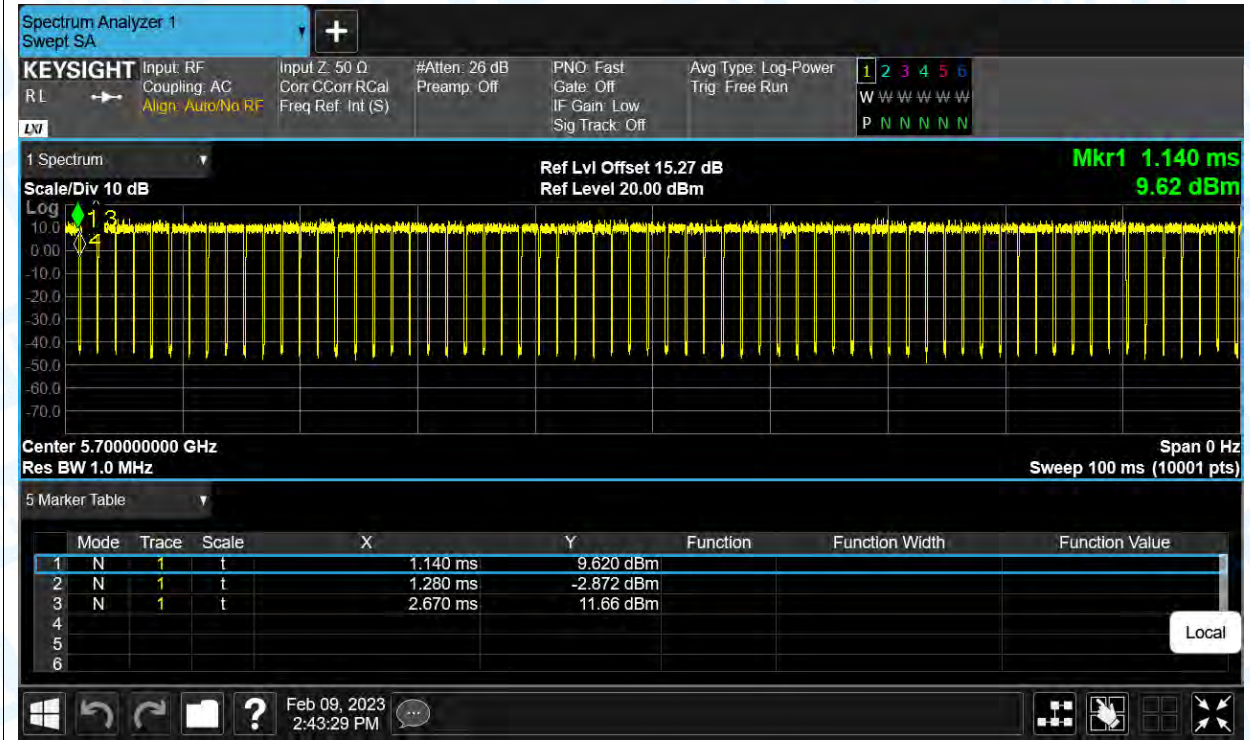 Spectrum Analyzer 1
Swept SA
+
KEYSIGHT
RL
LXI
Input: RF
Coupling: AC
Align: Auto/No RF
Input Z: 50 Ω
Corr CCorr RCal
Freq Ref: Int (S)
#Atten: 26 dB
Preamp: Off
PNO: Fast
Gate: Off
IF Gain: Low
Sig Track: Off
Avg Type: Log-Power
Trig: Free Run
1 2 3 4 5 6
W W W W W W
P N N N N N
1 Spectrum
Scale/Div 10 dB
Ref Lvl Offset 15.27 dB
Ref Level 20.00 dBm
Mkr1 1.140 ms
9.62 dBm
Log
10.0
0.00
-10.0
-20.0
-30.0
-40.0
-50.0
-60.0
-70.0
1 3
2
Center 5.700000000 GHz
Res BW 1.0 MHz
Span 0 Hz
Sweep 100 ms (10001 pts)
5 Marker Table
Mode Trace Scale X Y Function Function Width Function Value
1 N 1 t 1.140 ms 9.620 dBm
2 N 1 t 1.280 ms -2.872 dBm
3 N 1 t 2.670 ms 11.66 dBm
4
5
6
Local
?
Feb 09, 2023
2:43:29 PM